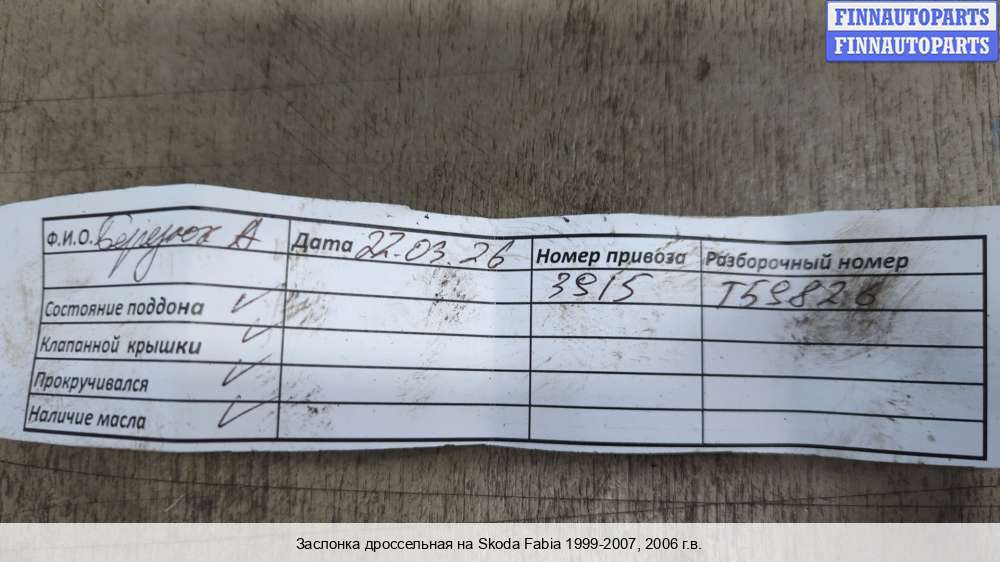 FINNAUTOPARTS
FINNAUTOPARTS
Ф.И.О. А Дата 22.03.26 Номер привоза Разборочный номер
3915 Т59826
Состояние поддона
Клапанной крышки
Прокручивался
Наличие масла
Заслонка дроссельная на Skoda Fabia 1999-2007, 2006 г.в.